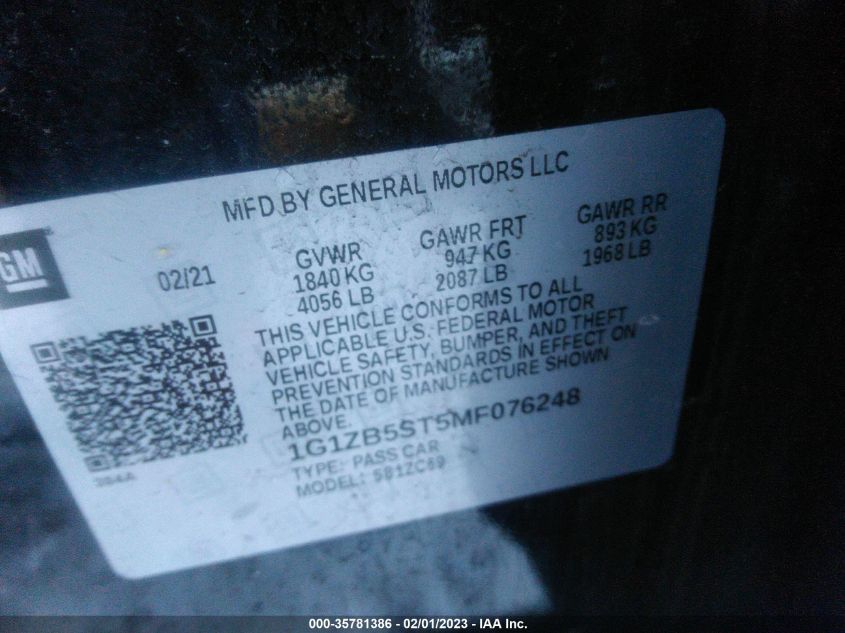 MFD BY GENERAL MOTORS LLC
GM
02/21
GVWR GAWR FRT GAWR RR
1840 KG 947 KG 893 KG
4056 LB 2087 LB 1968 LB
THIS VEHICLE CONFORMS TO ALL
APPLICABLE U.S. FEDERAL MOTOR
VEHICLE SAFETY, BUMPER, AND THEFT
PREVENTION STANDARDS IN EFFECT ON
THE DATE OF MANUFACTURE SHOWN
ABOVE.
1G1ZB5ST5MF076248
TYPE: PASS CAR
MODEL:
000-35781386 - 02/01/2023 - IAA Inc.